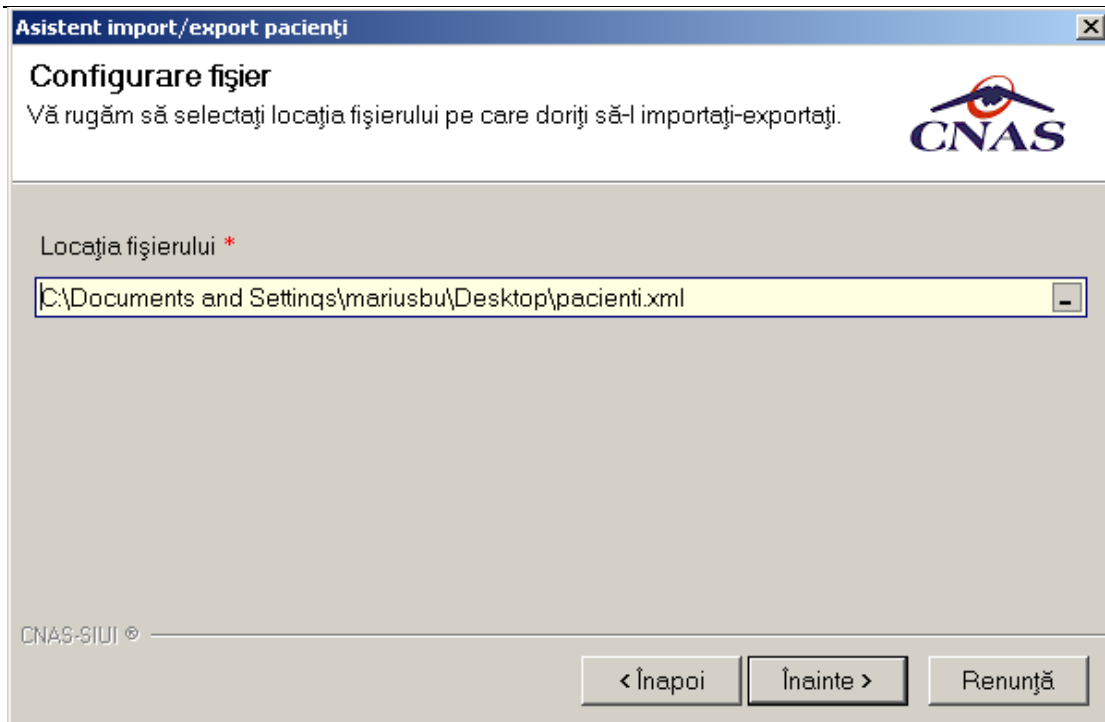 Asistent import/export pacienţi
Configurare fişier
Vă rugăm să selectaţi locaţia fişierului pe care doriţi să-l importaţi-exportaţi.
CNAS
Locaţia fişierului *
C:\Documents and Settings\mariusbu\Desktop\pacienti.xml
CNAS-SIUI ®
< Înapoi
Înainte >
Renunţă